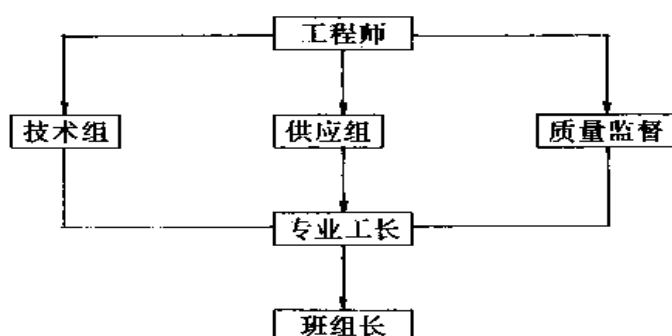 工程师
技术组
供应组
质量监督
专业工长
班组长